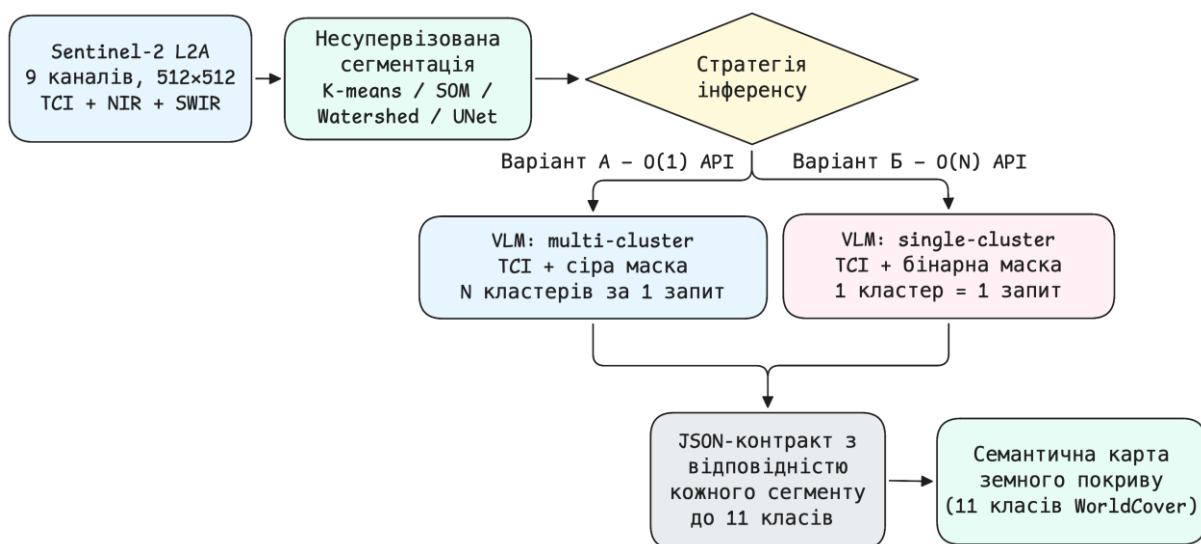 Sentinel-2 L2A
9 каналів, 512×512
TCI + NIR + SWIR
Несупервізована
сегментація
K-means / SOM /
Watershed / UNet
Стратегія
інференсу
Варіант А – O(1) API
Варіант Б – O(N) API
VLM: multi-cluster
TCI + сіра маска
N кластерів за 1 запит
VLM: single-cluster
TCI + бінарна маска
1 кластер = 1 запит
JSON-контракт з
відповідністю
кожного сегменту
до 11 класів
Семантична карта
земного покриву
(11 класів WorldCover)